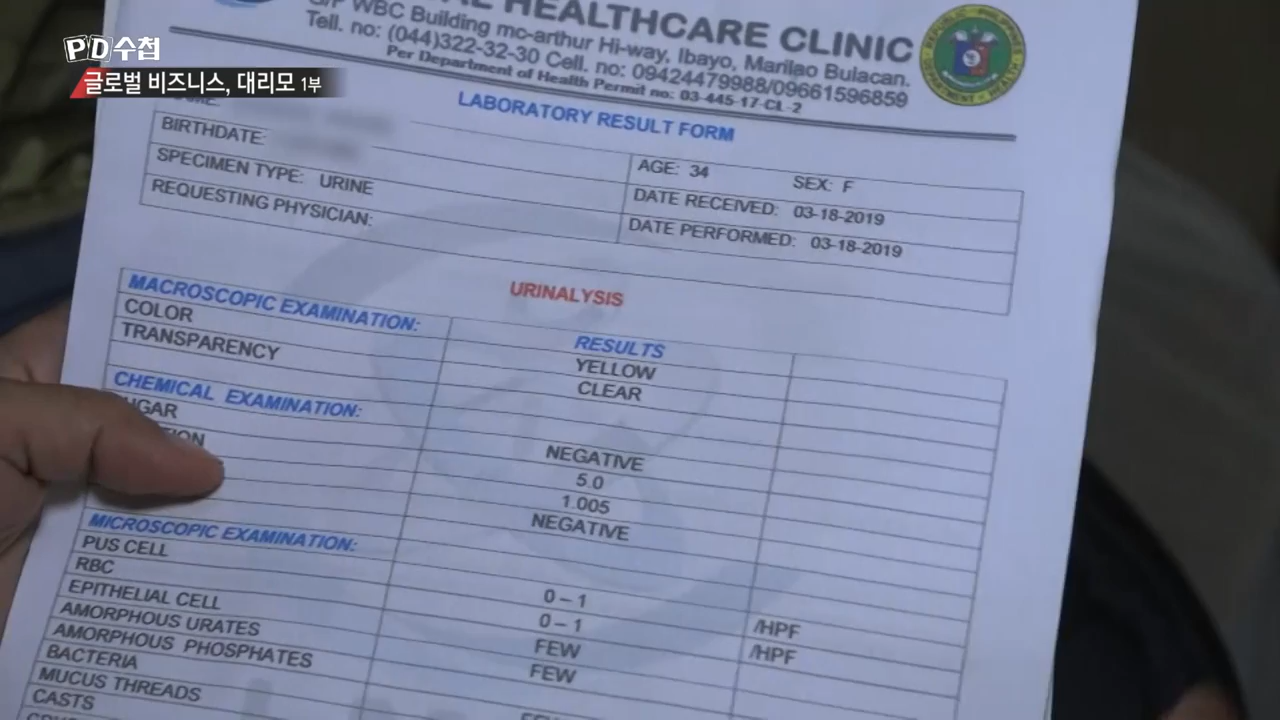 PD수첩
글로벌 비즈니스, 대리모 1부
HEALTHCARE CLINIC
G/F WBC Building mc-arthur Hi-way, Ibayo, Marilao Bulacan.
Tell. no: (044)322-32-30 Cell. no: 09424479988/09661596859
Per Department of Health Permit no: 03-445-17-CL-2
LABORATORY RESULT FORM
BIRTHDATE:
AGE: 34 SEX: F
SPECIMEN TYPE: URINE
DATE RECEIVED: 03-18-2019
REQUESTING PHYSICIAN:
DATE PERFORMED: 03-18-2019
URINALYSIS
MACROSCOPIC EXAMINATION:
RESULTS
COLOR
YELLOW
TRANSPARENCY
CLEAR
CHEMICAL EXAMINATION:
NEGATIVE
5.0
1.005
NEGATIVE
MICROSCOPIC EXAMINATION:
PUS CELL
0 – 1 /HPF
RBC
0 – 1 /HPF
EPITHELIAL CELL
FEW
AMORPHOUS URATES
FEW
AMORPHOUS PHOSPHATES
BACTERIA
MUCUS THREADS
CASTS